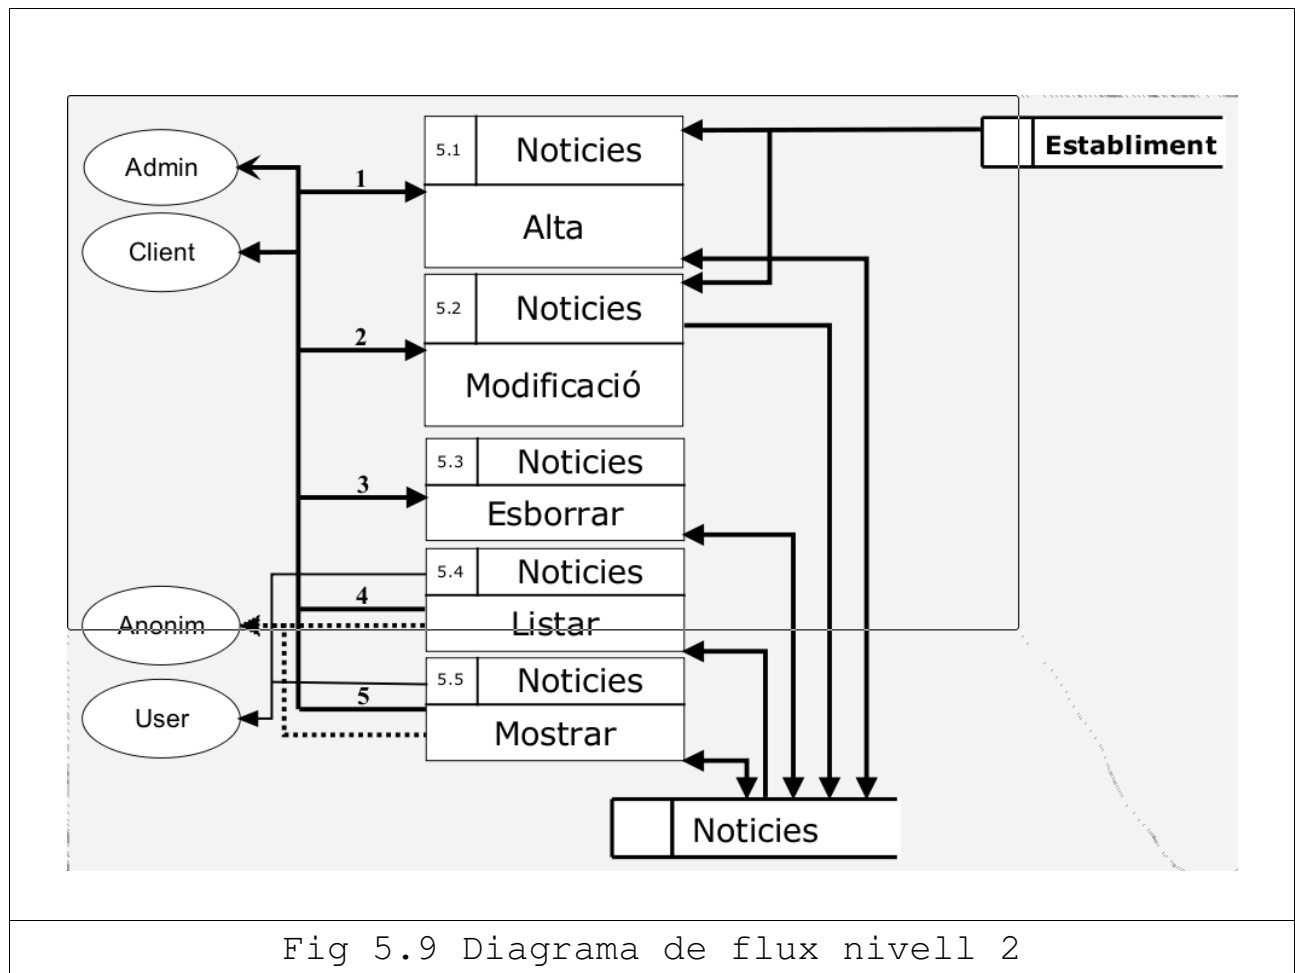 Admin
Client
Anonim
User
1
2
3
4
5
5.1 Noticies
Alta
5.2 Noticies
Modificació
5.3 Noticies
Esborrar
5.4 Noticies
Listar
5.5 Noticies
Mostrar
Establiment
Noticies
Fig 5.9 Diagrama de flux nivell 2